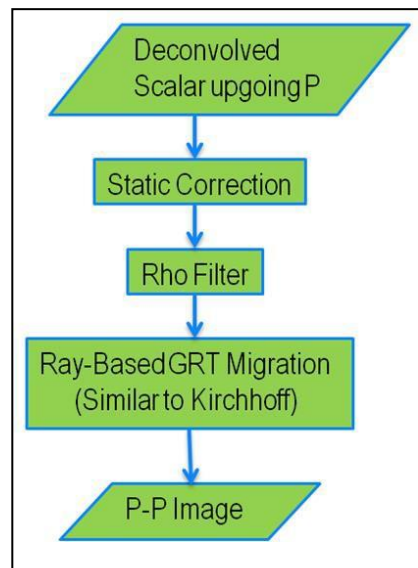 Deconvolved
Scalar upgoing P
Static Correction
Rho Filter
Ray-Based GRT Migration
(Similar to Kirchhoff)
P-P Image